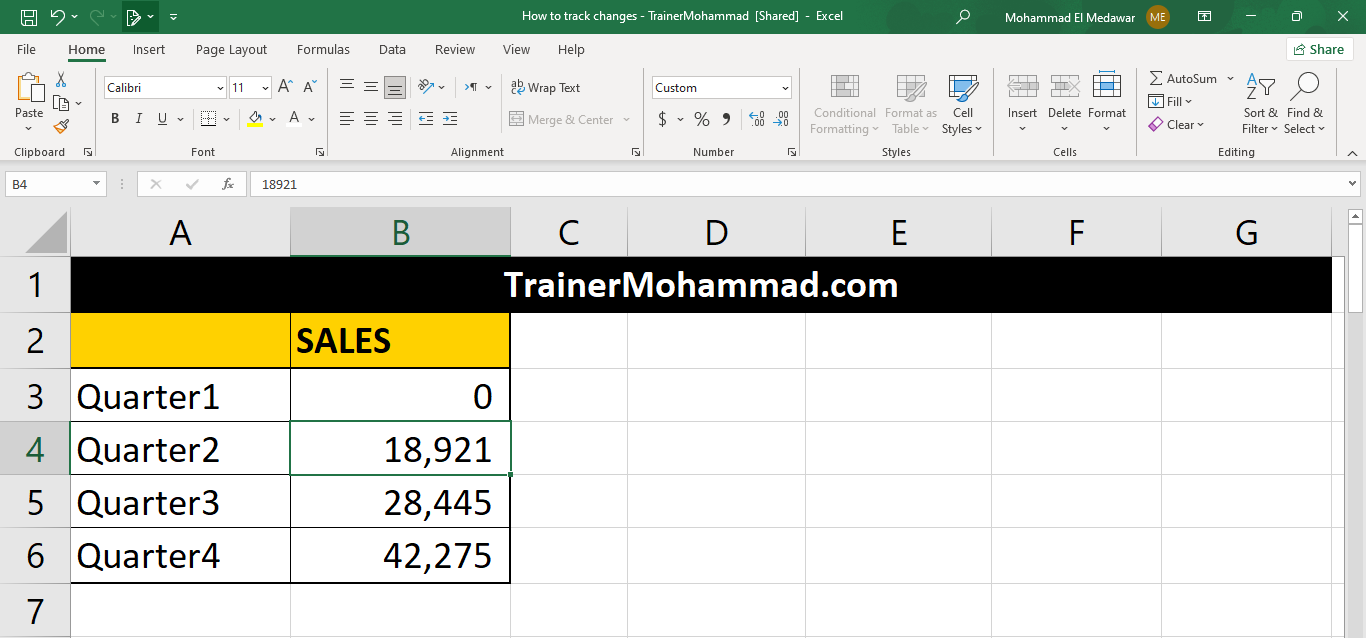 How to track changes - TrainerMohammad [Shared] - Excel
Mohammad El Medawar ME
File Home Insert Page Layout Formulas Data Review View Help Share
Calibri 11 A^ A˅ ab Wrap Text Custom AutoSum
Paste B I U A Merge & Center $ % 9 Conditional Formatting Format as Table Cell Styles Insert Delete Format Fill Clear Sort & Filter Find & Select
Clipboard Font Alignment Number Styles Cells Editing
B4 fx 18921
A B C D E F G
1 TrainerMohammad.com
2 SALES
3 Quarter1 0
4 Quarter2 18,921
5 Quarter3 28,445
6 Quarter4 42,275
7